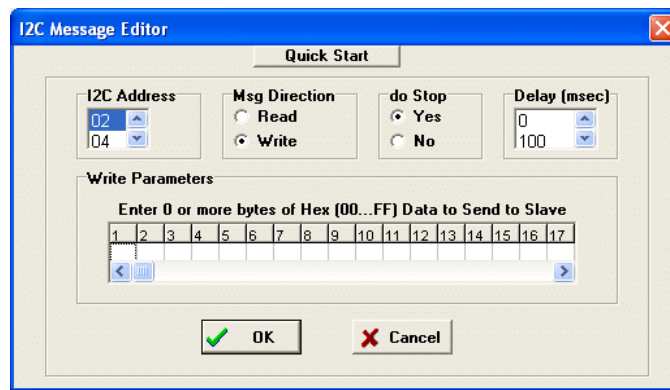 I2C Message Editor
Quick Start
I2C Address
02
04
Msg Direction
Read
Write
do Stop
Yes
No
Delay (msec)
0
100
Write Parameters
Enter 0 or more bytes of Hex (00...FF) Data to Send to Slave
1 2 3 4 5 6 7 8 9 10 11 12 13 14 15 16 17
OK
Cancel